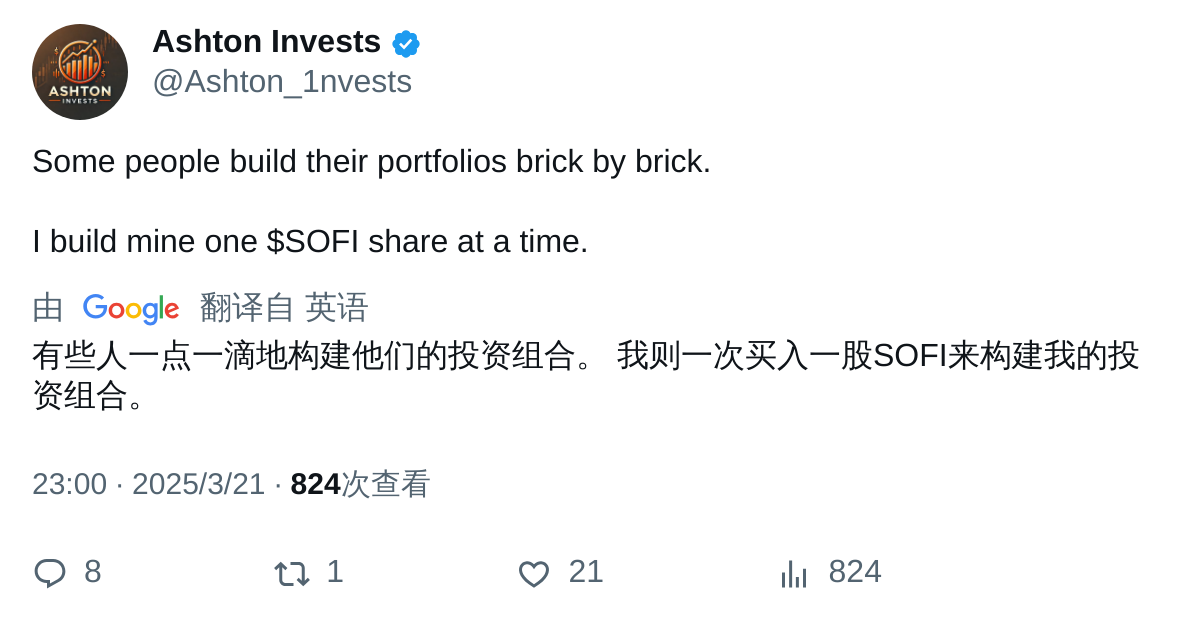 ASHTON
INVESTS
Ashton Invests
@Ashton_1nvests
Some people build their portfolios brick by brick.
I build mine one $SOFI share at a time.
由 Google 翻译自 英语
有些人一点一滴地构建他们的投资组合。 我则一次买入一股SOFI来构建我的投
资组合。
23:00 · 2025/3/21 · 824次查看
8 1 21 824